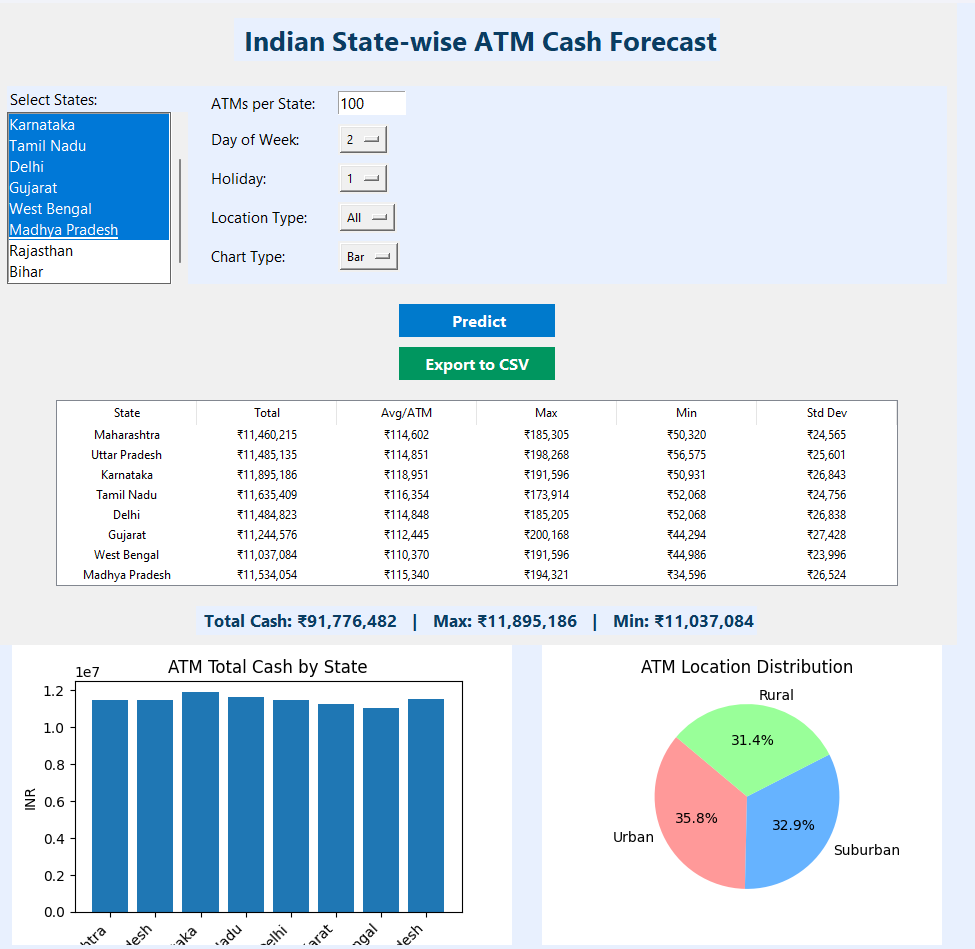 Indian State-wise ATM Cash Forecast
Select States:
Karnataka
Tamil Nadu
Delhi
Gujarat
West Bengal
Madhya Pradesh
Rajasthan
Bihar
ATMs per State: 100
Day of Week: 2
Holiday: 1
Location Type: All
Chart Type: Bar
Predict
Export to CSV
State Total Avg/ATM Max Min Std Dev
Maharashtra ₹11,460,215 ₹114,602 ₹185,305 ₹50,320 ₹24,565
Uttar Pradesh ₹11,485,135 ₹114,851 ₹198,268 ₹56,575 ₹25,601
Karnataka ₹11,895,186 ₹118,951 ₹191,596 ₹50,931 ₹26,843
Tamil Nadu ₹11,635,409 ₹116,354 ₹173,914 ₹52,068 ₹24,756
Delhi ₹11,484,823 ₹114,848 ₹185,205 ₹52,068 ₹26,838
Gujarat ₹11,244,576 ₹112,445 ₹200,168 ₹44,294 ₹27,428
West Bengal ₹11,037,084 ₹110,370 ₹191,596 ₹44,986 ₹23,996
Madhya Pradesh ₹11,534,054 ₹115,340 ₹194,321 ₹34,596 ₹26,524
Total Cash: ₹91,776,482 | Max: ₹11,895,186 | Min: ₹11,037,084
ATM Total Cash by State
1e7
1.2
1.0
0.8
0.6
0.4
0.2
0.0
INR
htra
desh
aka
Nadu
Delhi
arat
ngal
desh
ATM Location Distribution
Rural
31.4%
35.8%
32.9%
Urban
Suburban